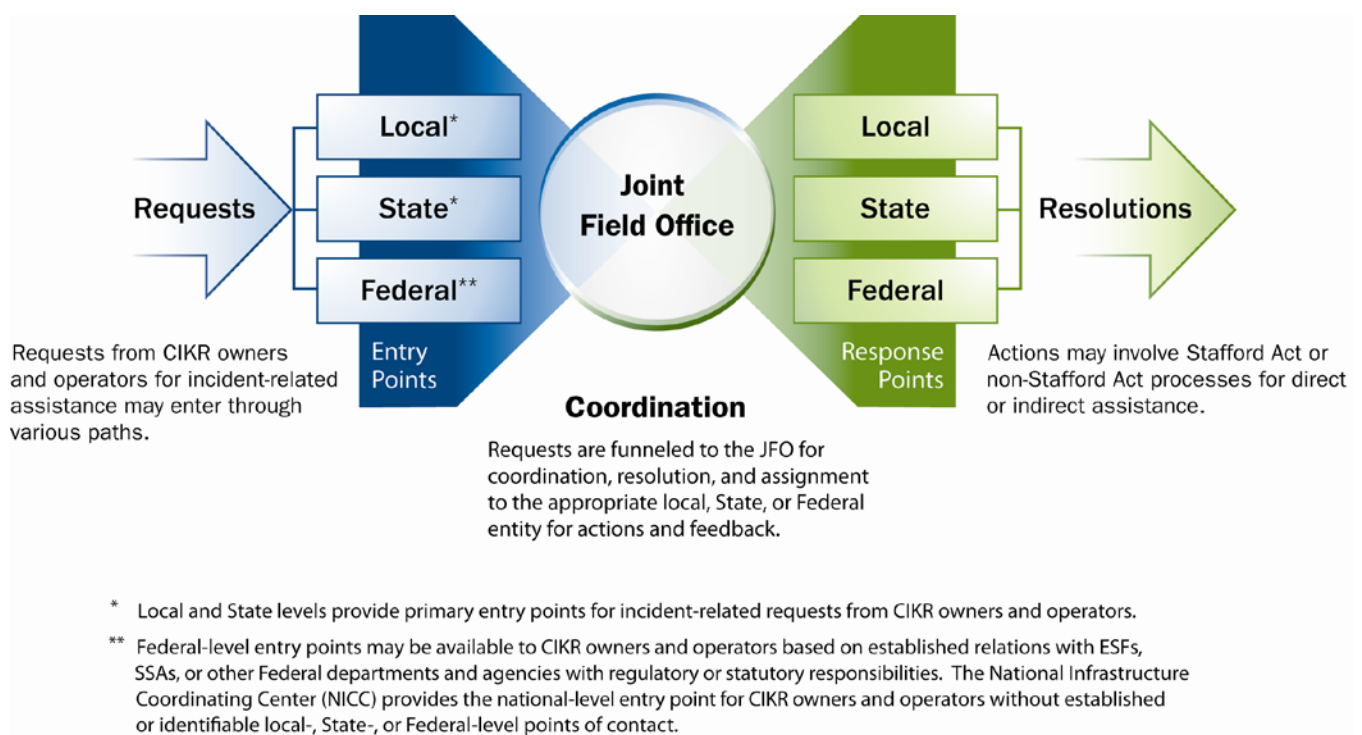 Requests
Local*
State*
Federal**
Entry
Points
Joint
Field Office
Local
State
Federal
Response
Points
Resolutions
Requests from CIKR owners
and operators for incident-related
assistance may enter through
various paths.
Coordination
Requests are funneled to the JFO for
coordination, resolution, and assignment
to the appropriate local, State, or Federal
entity for actions and feedback.
Actions may involve Stafford Act or
non-Stafford Act processes for direct
or indirect assistance.
* Local and State levels provide primary entry points for incident-related requests from CIKR owners and operators.
** Federal-level entry points may be available to CIKR owners and operators based on established relations with ESFs,
SSAs, or other Federal departments and agencies with regulatory or statutory responsibilities. The National Infrastructure
Coordinating Center (NICC) provides the national-level entry point for CIKR owners and operators without established
or identifiable local-, State-, or Federal-level points of contact.